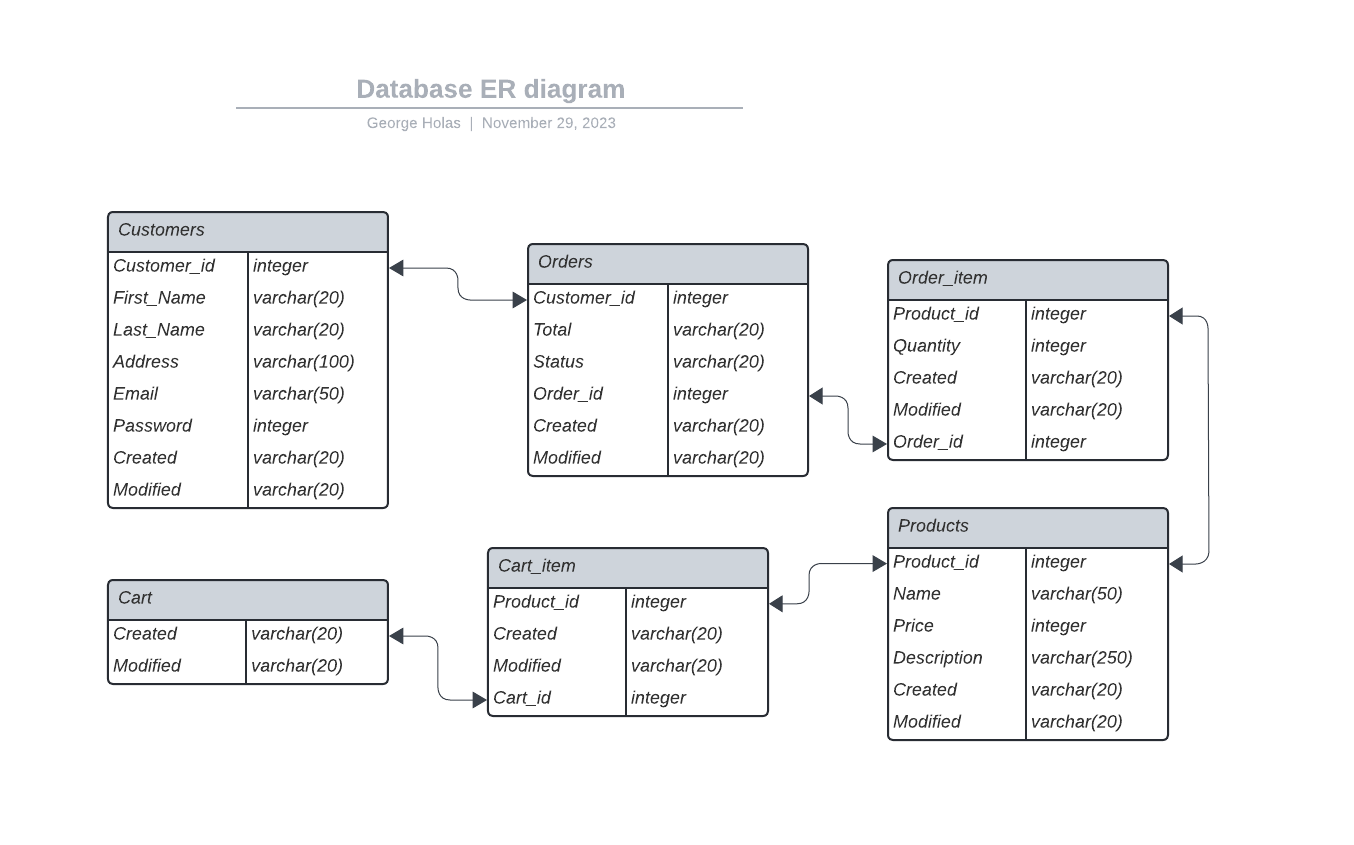 Database ER diagram
George Holas | November 29, 2023
Customers
Customer_id integer
First_Name varchar(20)
Last_Name varchar(20)
Address varchar(100)
Email varchar(50)
Password integer
Created varchar(20)
Modified varchar(20)
Orders
Customer_id integer
Total varchar(20)
Status varchar(20)
Order_id integer
Created varchar(20)
Modified varchar(20)
Order_item
Product_id integer
Quantity integer
Created varchar(20)
Modified varchar(20)
Order_id integer
Cart
Created varchar(20)
Modified varchar(20)
Cart_item
Product_id integer
Created varchar(20)
Modified varchar(20)
Cart_id integer
Products
Product_id integer
Name varchar(50)
Price integer
Description varchar(250)
Created varchar(20)
Modified varchar(20)